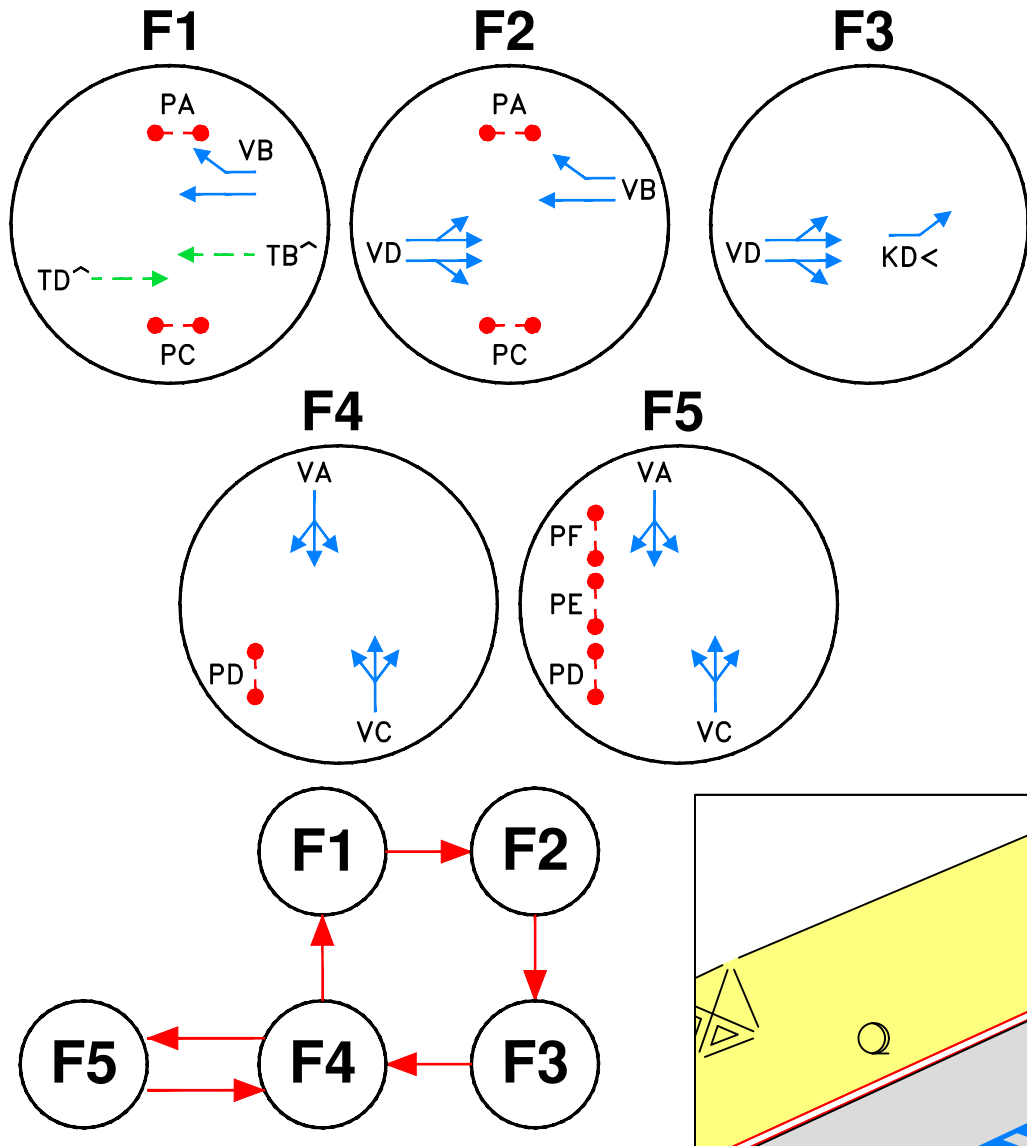 F1 F2 F3
PA
VB
TD^
TB^
PC
PA
VB
VD
PC
VD
KD<
F4 F5
VA
PD
VC
VA
PF
PE
PD
VC
F1 F2
F5 F4 F3